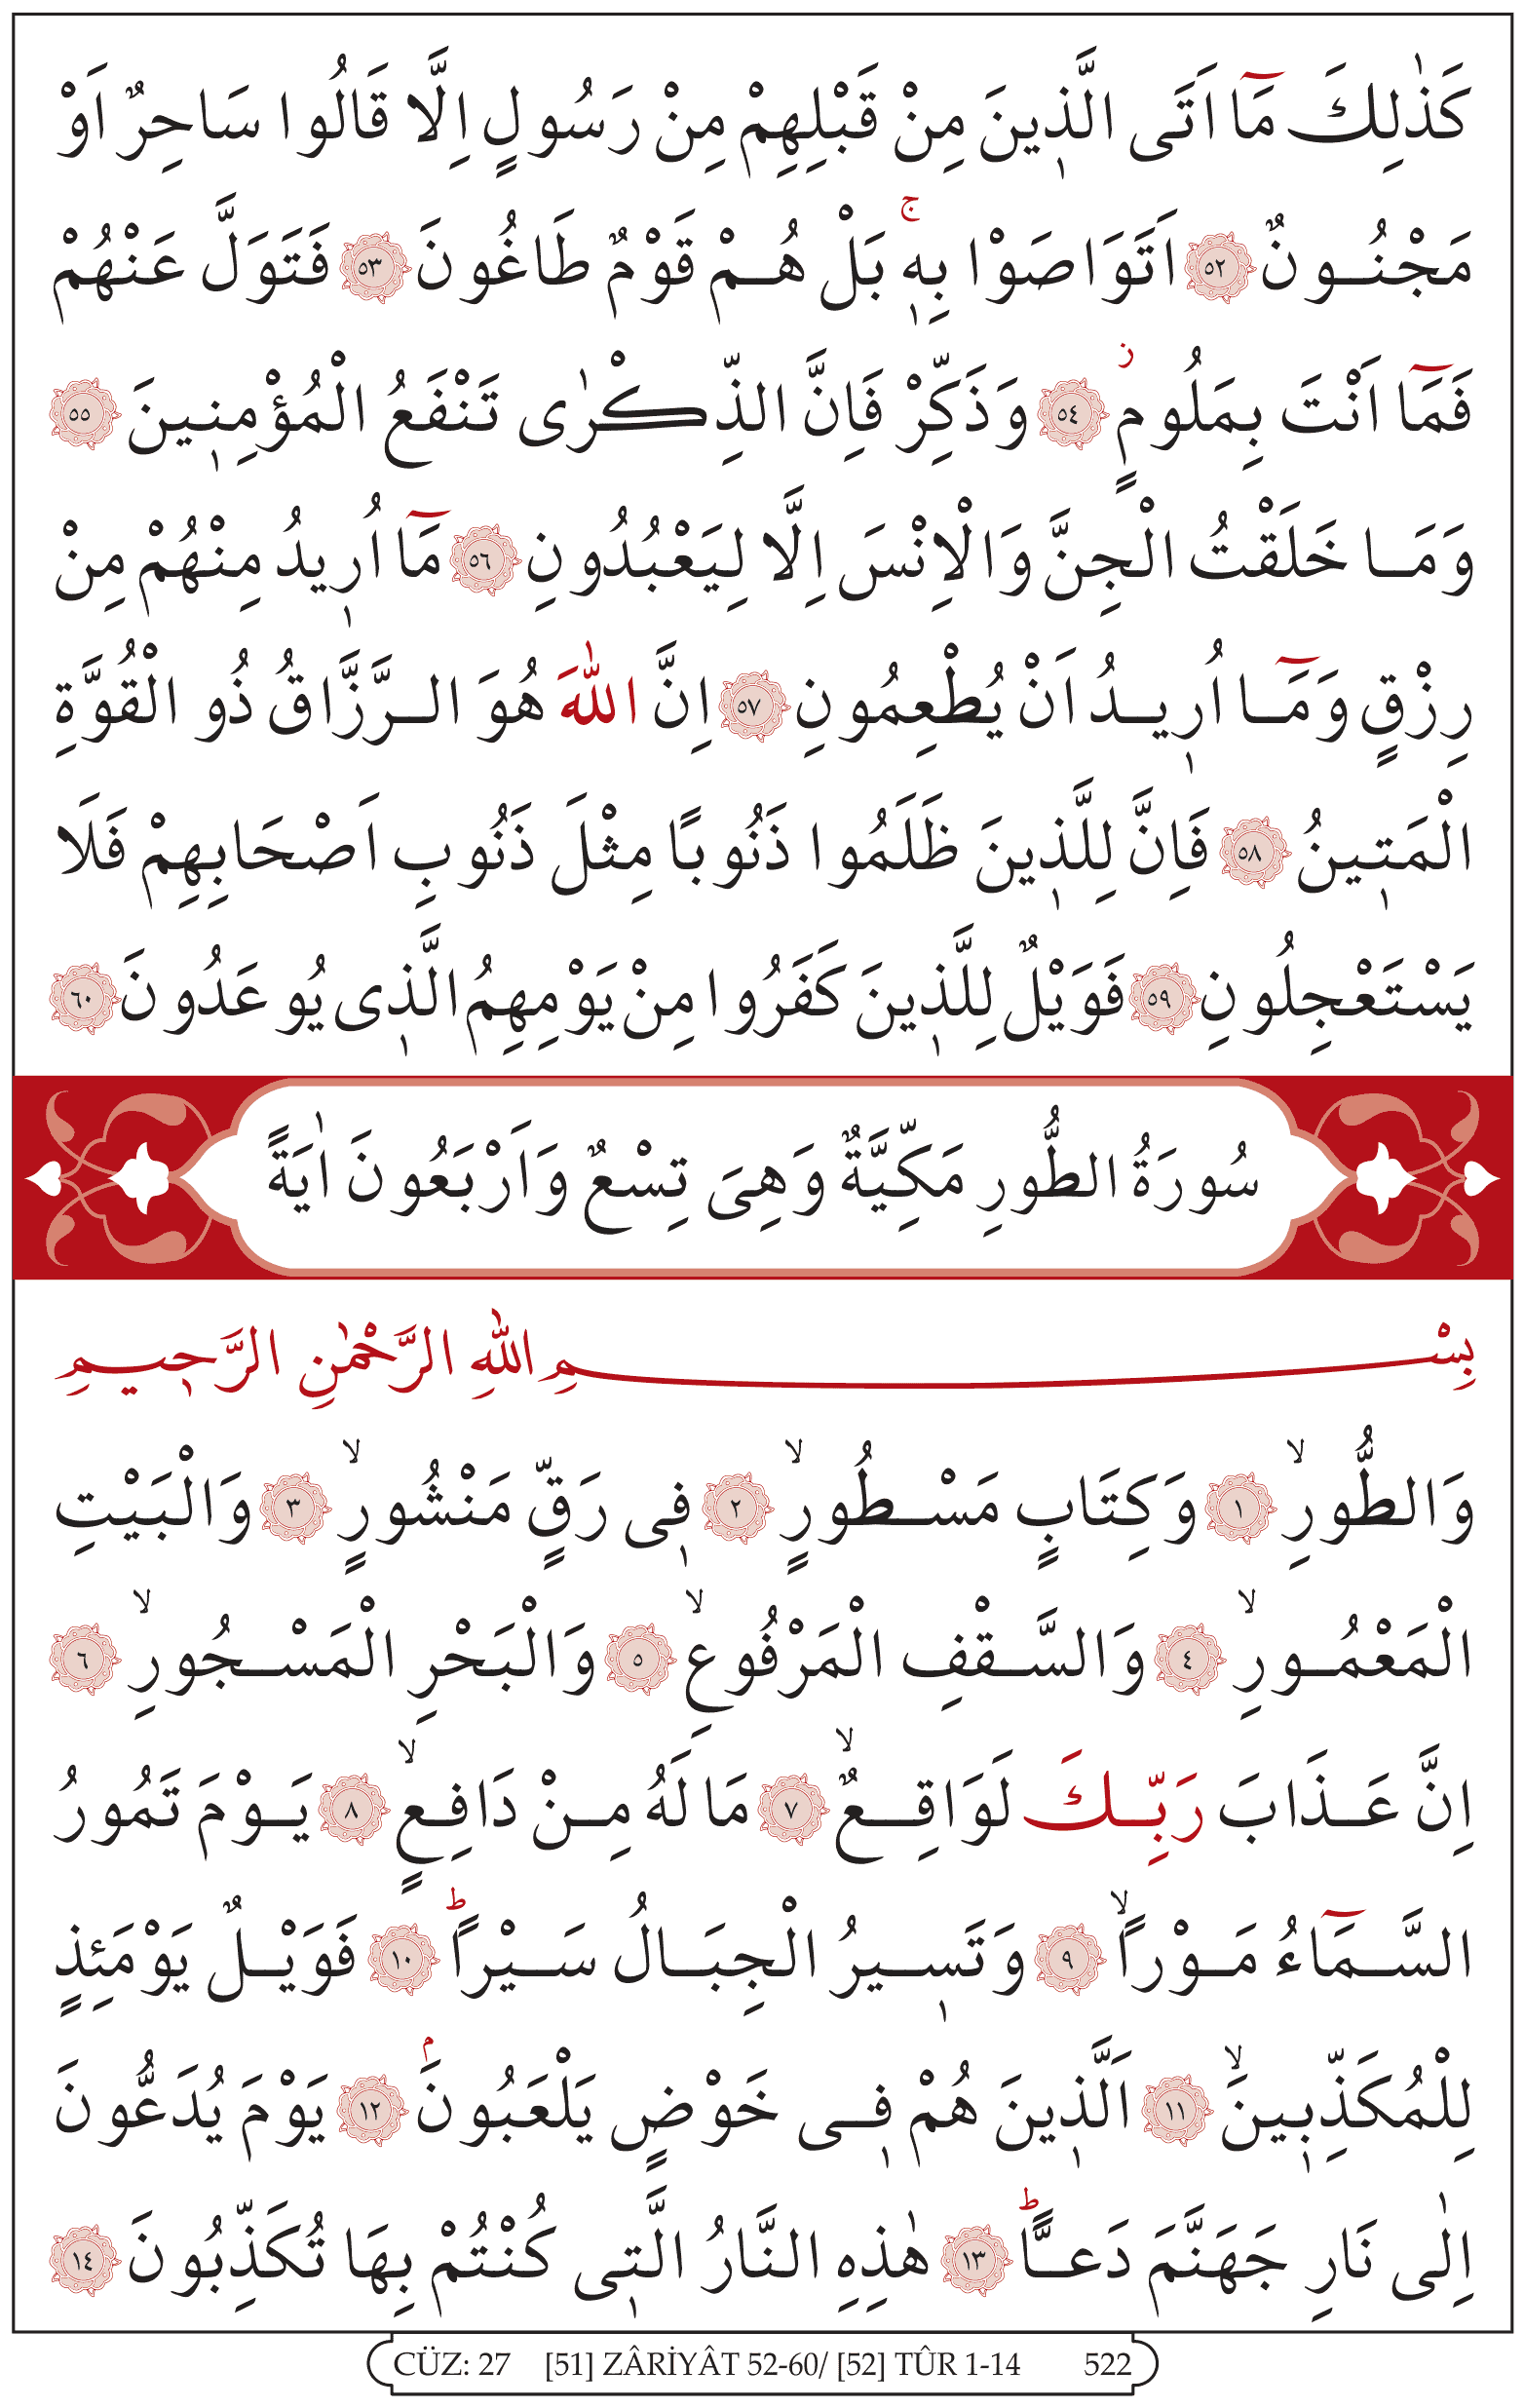 كَذٰلِكَ مَٓا اَتَى الَّذ۪ينَ مِنْ قَبْلِهِمْ مِنْ رَسُولٍ اِلَّا قَالُوا سَاحِرٌ اَوْ
مَجْنُونٌ ﴿٥٢﴾ اَتَوَاصَوْا بِه۪ۚ بَلْ هُمْ قَوْمٌ طَاغُونَ ﴿٥٣﴾ فَتَوَلَّ عَنْهُمْ
فَمَٓا اَنْتَ بِمَلُومٍۘ ﴿٥٤﴾ وَذَكِّرْ فَاِنَّ الذِّكْرٰى تَنْفَعُ الْمُؤْمِن۪ينَ ﴿٥٥﴾
وَمَا خَلَقْتُ الْجِنَّ وَالْاِنْسَ اِلَّا لِيَعْبُدُونِ ﴿٥٦﴾ مَٓا اُر۪يدُ مِنْهُمْ مِنْ
رِزْقٍ وَمَٓا اُر۪يدُ اَنْ يُطْعِمُونِ ﴿٥٧﴾ اِنَّ اللّٰهَ هُوَ الرَّزَّاقُ ذُو الْقُوَّةِ
الْمَت۪ينُ ﴿٥٨﴾ فَاِنَّ لِلَّذ۪ينَ ظَلَمُوا ذَنُوبًا مِثْلَ ذَنُوبِ اَصْحَابِهِمْ فَلَا
يَسْتَعْجِلُونِ ﴿٥٩﴾ فَوَيْلٌ لِلَّذ۪ينَ كَفَرُوا مِنْ يَوْمِهِمُ الَّذ۪ى يُوعَدُونَ ﴿٦٠﴾
سُورَةُ الطُّورِ مَكِّيَّةٌ وَهِىَ تِسْعٌ وَاَرْبَعُونَ اٰيَةً
بِسْمِ اللّٰهِ الرَّحْمٰنِ الرَّح۪يمِ
وَالطُّورِۙ ﴿١﴾ وَكِتَابٍ مَسْطُورٍۙ ﴿٢﴾ ف۪ى رَقٍّ مَنْشُورٍۙ ﴿٣﴾ وَالْبَيْتِ
الْمَعْمُورِۙ ﴿٤﴾ وَالسَّقْفِ الْمَرْفُوعِۙ ﴿٥﴾ وَالْبَحْرِ الْمَسْجُورِۙ ﴿٦﴾
اِنَّ عَذَابَ رَبِّكَ لَوَاقِعٌۙ ﴿٧﴾ مَا لَهُ مِنْ دَافِعٍۙ ﴿٨﴾ يَوْمَ تَمُورُ
السَّمَٓاءُ مَوْرًاۙ ﴿٩﴾ وَتَس۪يرُ الْجِبَالُ سَيْرًاۜ ﴿١٠﴾ فَوَيْلٌ يَوْمَئِذٍ
لِلْمُكَذِّب۪ينَۙ ﴿١١﴾ اَلَّذ۪ينَ هُمْ ف۪ى خَوْضٍ يَلْعَبُونَۢ ﴿١٢﴾ يَوْمَ يُدَعُّونَ
اِلٰى نَارِ جَهَنَّمَ دَعًّاۜ ﴿١٣﴾ هٰذِهِ النَّارُ الَّت۪ى كُنْتُمْ بِهَا تُكَذِّبُونَ ﴿١٤﴾
CÜZ: 27 [51] ZÂRİYÂT 52-60/ [52] TÛR 1-14 522